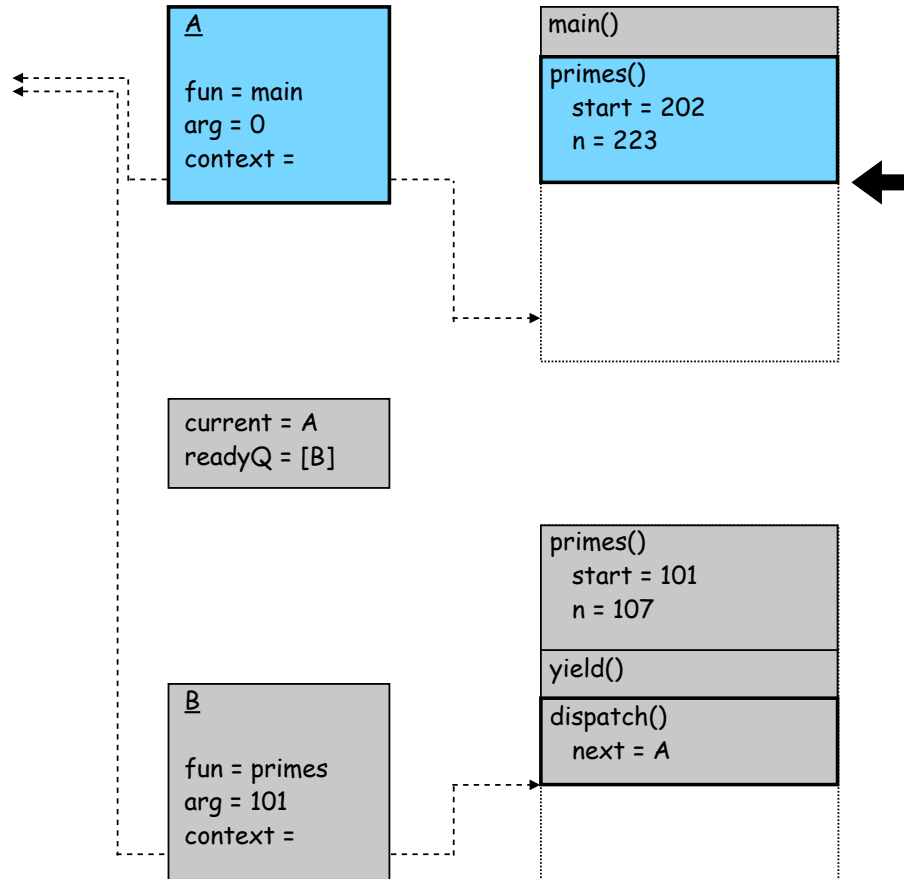 A
fun = main
arg = 0
context =
main()
primes()
start = 202
n = 223
current = A
readyQ = [B]
primes()
start = 101
n = 107
yield()
dispatch()
next = A
B
fun = primes
arg = 101
context =